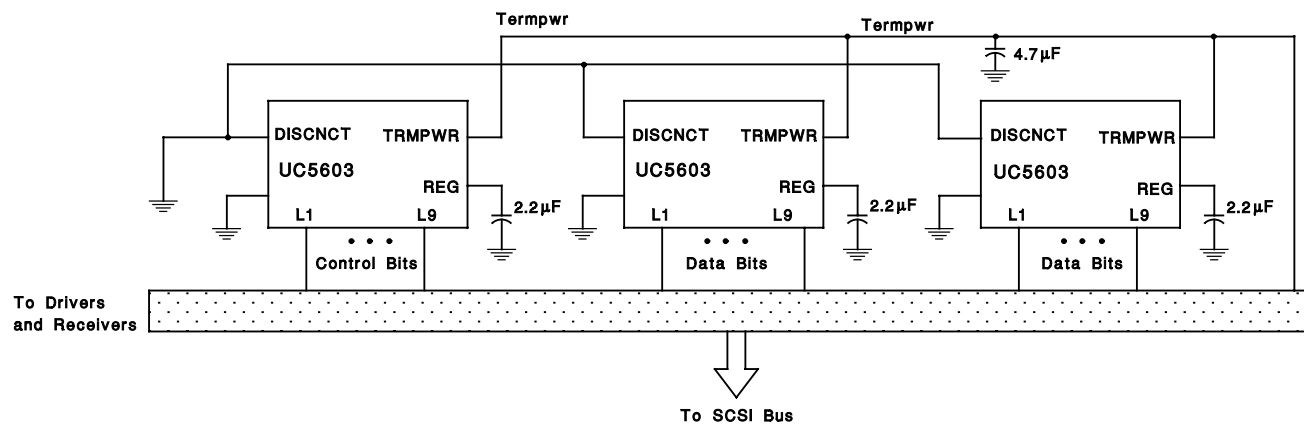 Termpwr
Termpwr
4.7µF
DISCNCT TRMPWR
UC5603
REG
L1 L9
2.2µF
Control Bits
DISCNCT TRMPWR
UC5603
REG
L1 L9
2.2µF
Data Bits
DISCNCT TRMPWR
UC5603
REG
L1 L9
2.2µF
Data Bits
To Drivers
and Receivers
To SCSI Bus